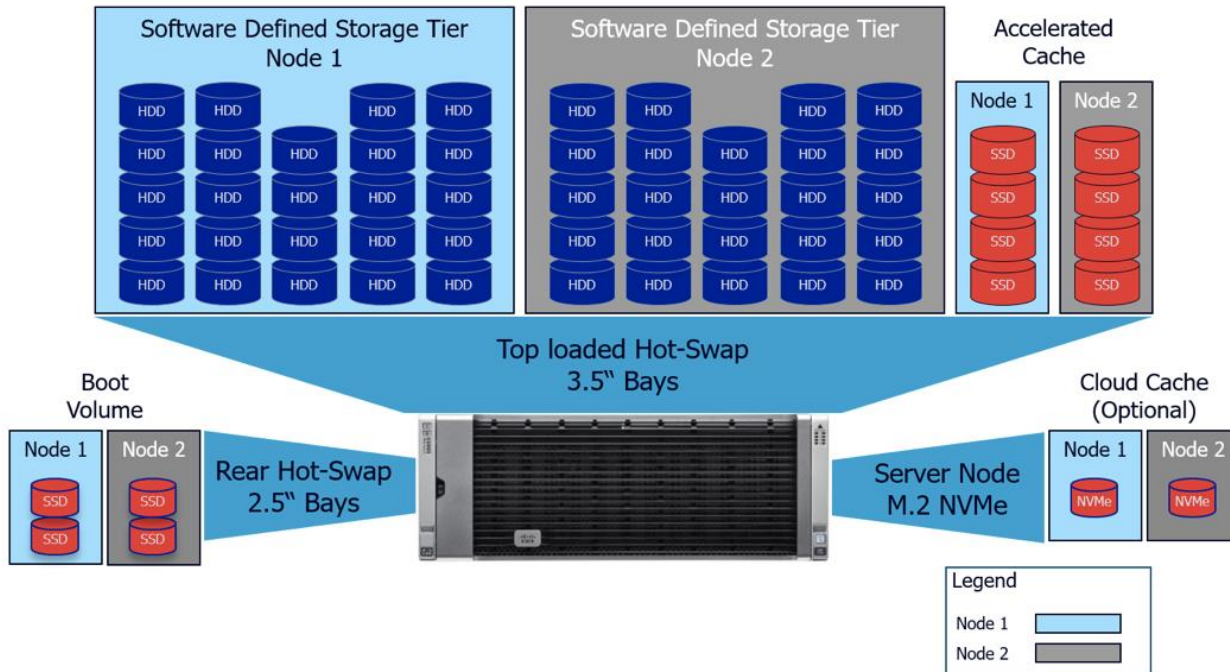 Software Defined Storage Tier
Node 1
HDD HDD HDD HDD
HDD HDD HDD HDD HDD
HDD HDD HDD HDD HDD
HDD HDD HDD HDD HDD
HDD HDD HDD HDD HDD
Software Defined Storage Tier
Node 2
HDD HDD HDD HDD
HDD HDD HDD HDD HDD
HDD HDD HDD HDD HDD
HDD HDD HDD HDD HDD
HDD HDD HDD HDD HDD
Accelerated
Cache
Node 1
SSD
SSD
SSD
SSD
Node 2
SSD
SSD
SSD
SSD
Top loaded Hot-Swap
3.5“ Bays
Boot
Volume
Node 1
SSD
SSD
Node 2
SSD
SSD
Rear Hot-Swap
2.5“ Bays
Server Node
M.2 NVMe
Cloud Cache
(Optional)
Node 1
NVMe
Node 2
NVMe
Legend
Node 1
Node 2